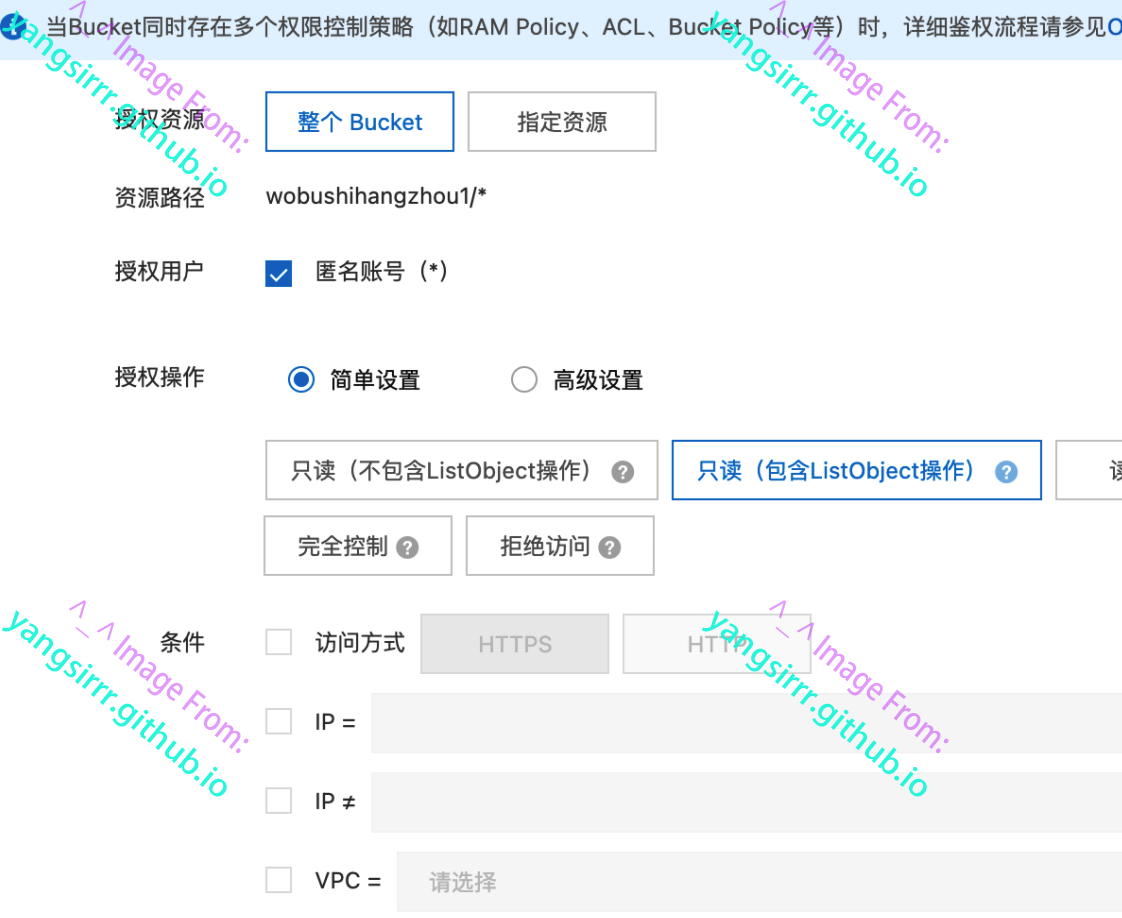 当Bucket同时存在多个权限控制策略（如RAM Policy、ACL、Bucket Policy等）时，详细鉴权流程请参见O
授权资源 整个 Bucket 指定资源
资源路径 wobushihangzhou1/*
授权用户 匿名账号（*）
授权操作 简单设置 高级设置
只读（不包含ListObject操作） 只读（包含ListObject操作）
完全控制 拒绝访问
条件 访问方式 HTTPS HTTP
IP =
IP ≠
VPC = 请选择
^_^ Image From:
yangsirrr.github.io
^_^ Image From:
yangsirrr.github.io
^_^ Image From:
yangsirrr.github.io
^_^ Image From:
yangsirrr.github.io